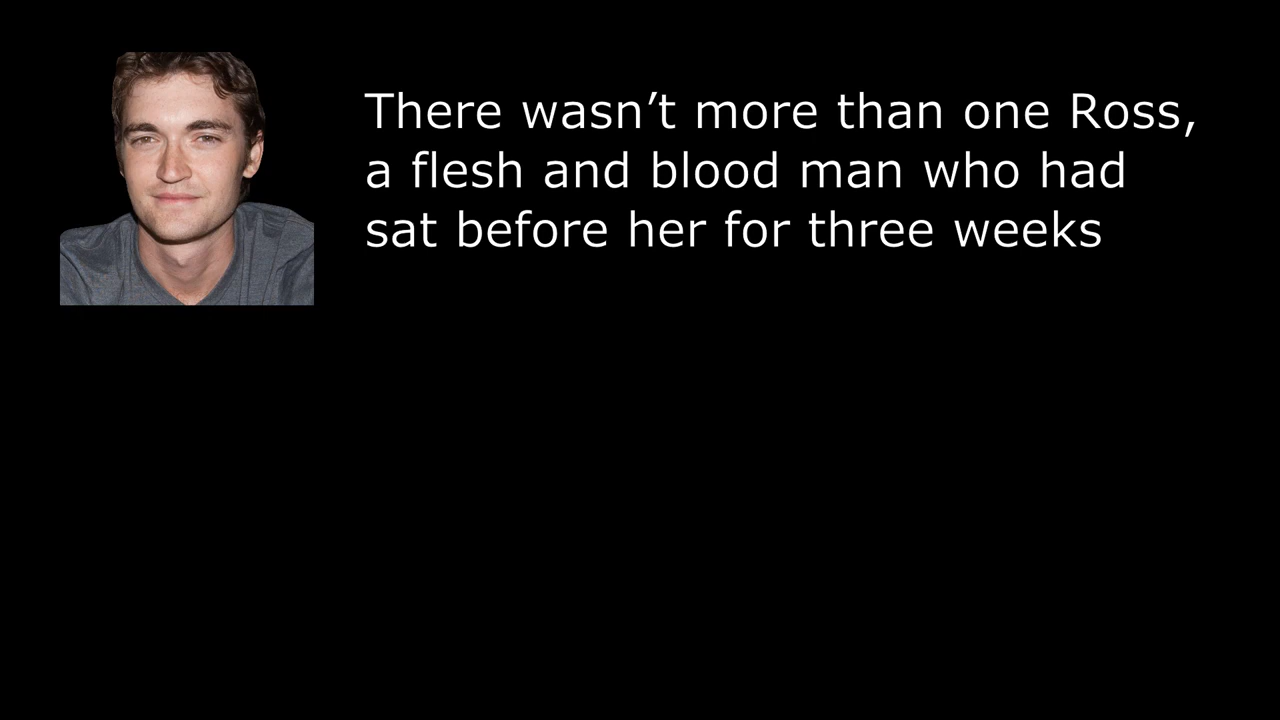 There wasn’t more than one Ross,
a flesh and blood man who had
sat before her for three weeks